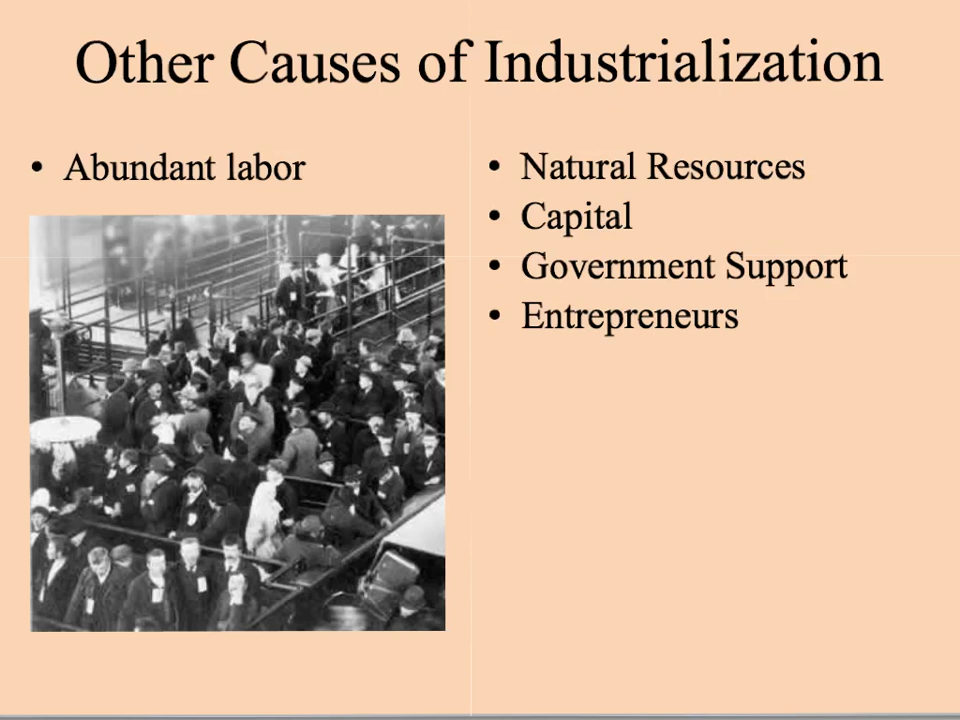 Other Causes of Industrialization
• Abundant labor
• Natural Resources
• Capital
• Government Support
• Entrepreneurs